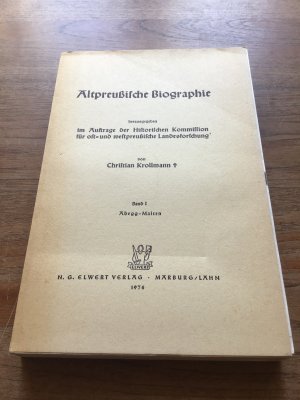 Altpreußische Biographie
herausgegeben
im Auftrage der Historischen Kommission
für ost- und westpreußische Landesforschung
von
Christian Krollmann †
Band I
Abegg-Malten
ELWERT
N. G. ELWERT VERLAG · MARBURG/LAHN
1974